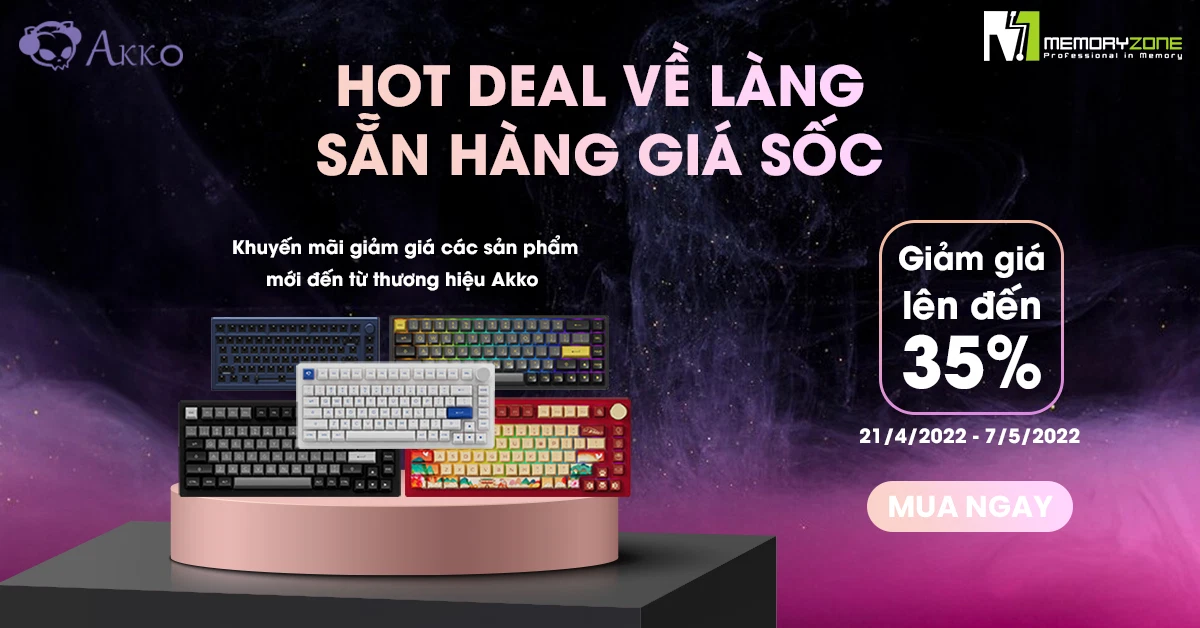 AKKO
MEMORYZONE
Professional in Memory
HOT DEAL VỀ LÀNG
SẴN HÀNG GIÁ SỐC
Khuyến mãi giảm giá các sản phẩm
mới đến từ thương hiệu Akko
Giảm giá
lên đến
35%
21/4/2022 - 7/5/2022
MUA NGAY